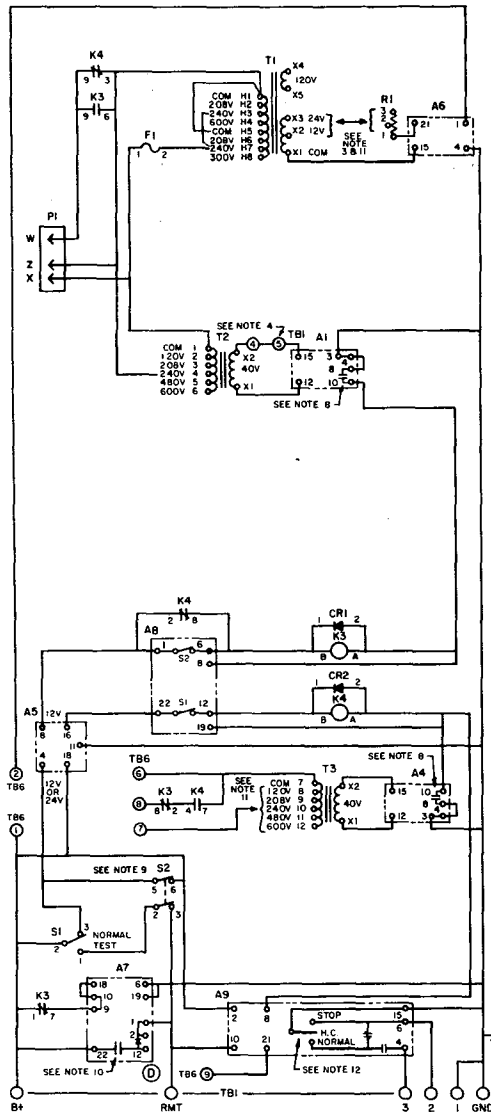 K4
9 3
K3
9 6
F1
1 2
P1
W
Z
X
T1
X4
120V
X5
COM H1
208V H2
240V H3
600V H4
COM H5
208V H6
240V H7
300V H8
X3 24V
X2 12V
X1 COM
SEE NOTE 3 & 11
R1
3
2
1
A6
21 1
15 4
SEE NOTE 4
TB1
T2
COM 1
120V 2
208V 3
240V 4
480V 5
600V 6
X2
40V
X1
4 5
A1
15 3
4
8
12 10
SEE NOTE 8
K4
2 8
A8
1 6
S2
8
22 S1 12
19
CR1
1 2
K3
B A
CR2
1 2
K4
B A
A5
12V
8 16
11
4 18
12V OR 24V
2
TB6
TB6
1
TB6
6
8
7
K3
8 2
K4
4 7
SEE NOTE 11
T3
COM 7
120V 8
208V 9
240V 10
480V 11
600V 12
X2
40V
X1
SEE NOTE 8
A4
15 10
8
4
12 3
SEE NOTE 9
S2
5 6
2 3
S1
2
3
NORMAL
TEST
1
A7
18 6
10 19
9
1
2
22 12
K3
1 7
SEE NOTE 10
D
A9
2 8 STOP 15
6
H.C.
NORMAL
10 21 4
3
SEE NOTE 12
TB6 9
B+
RMT
TB1
3 2 1 GND